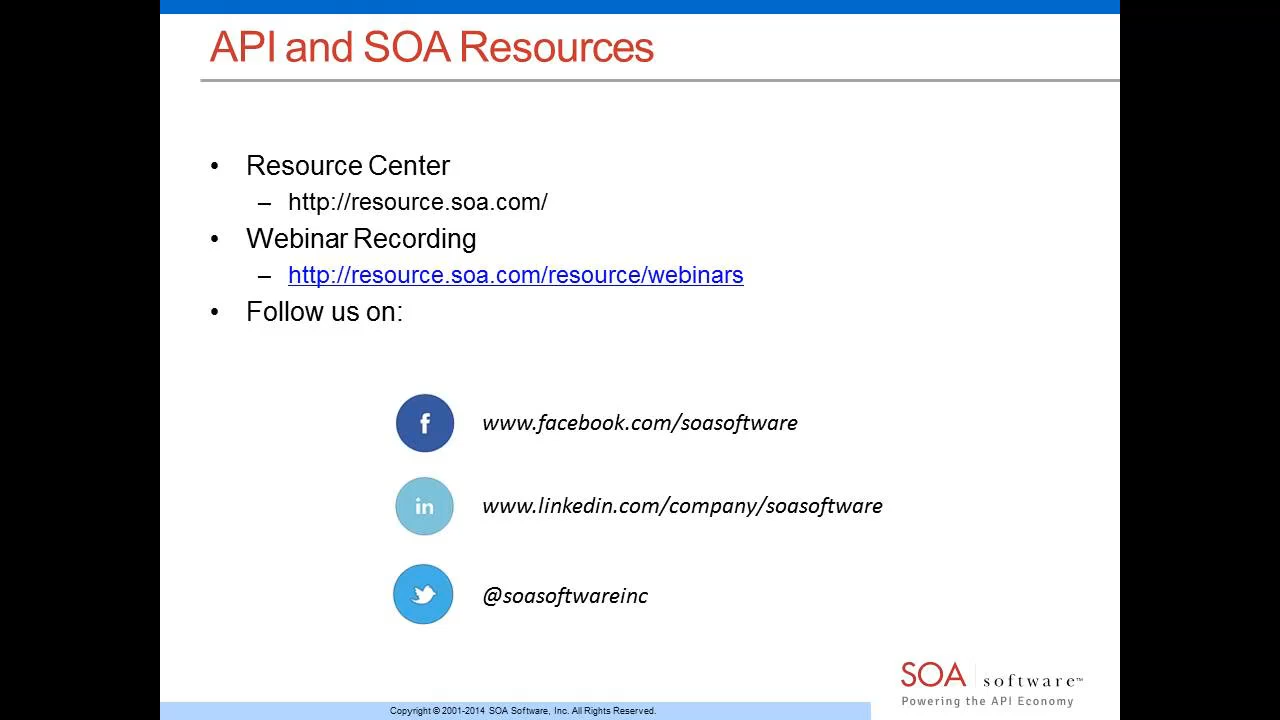 API and SOA Resources
• Resource Center
– http://resource.soa.com/
• Webinar Recording
– http://resource.soa.com/resource/webinars
• Follow us on:
f www.facebook.com/soasoftware
in www.linkedin.com/company/soasoftware
@soasoftwareinc
SOA software™
Powering the API Economy
Copyright © 2001-2014 SOA Software, Inc. All Rights Reserved.